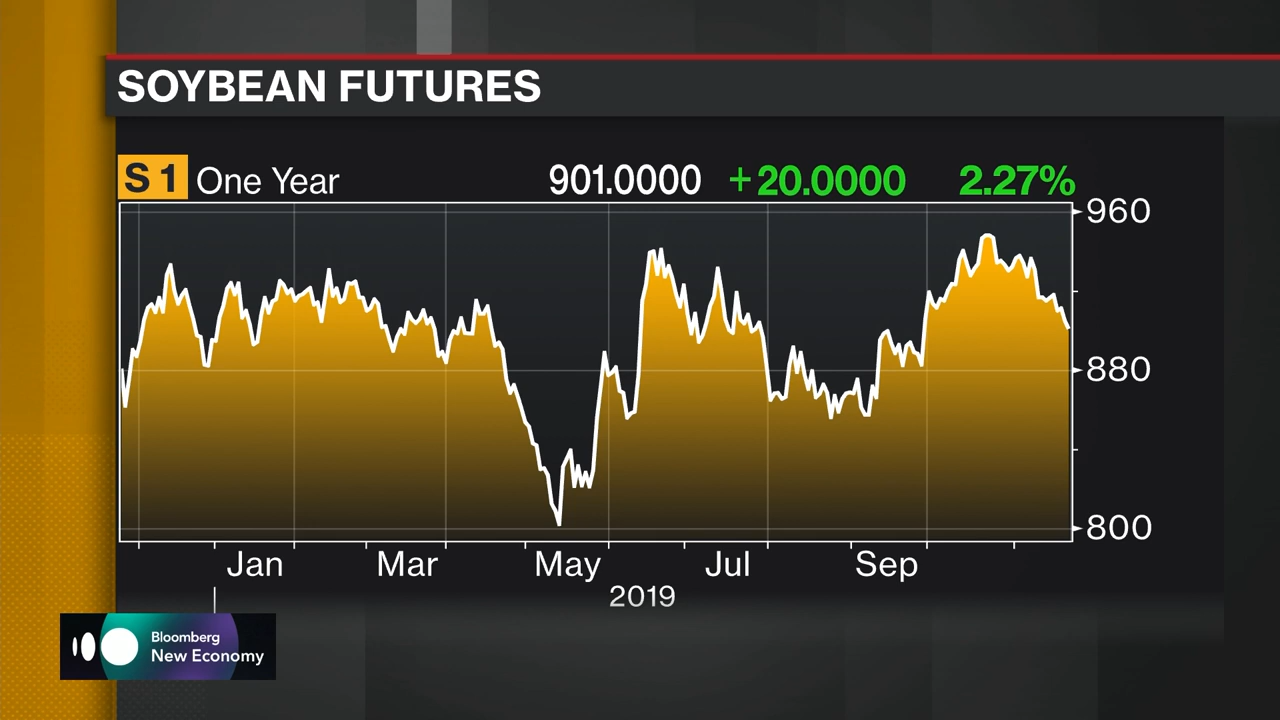 SOYBEAN FUTURES
S 1 One Year 901.0000 +20.0000 2.27%
960
880
800
Jan Mar May Jul Sep
2019
Bloomberg
New Economy